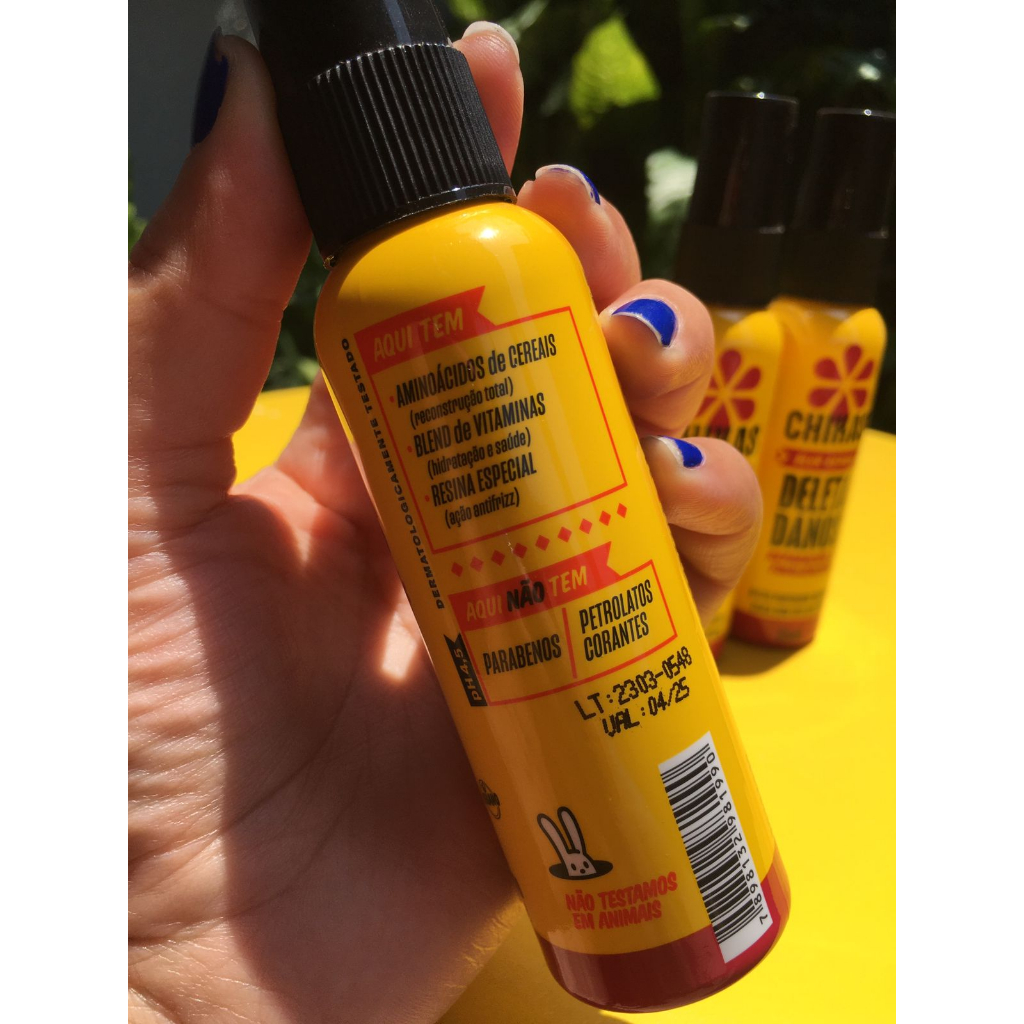 AQUI TEM
· AMINOÁCIDOS de CEREAIS
(reconstrução total)
· BLEND de VITAMINAS
(hidratação e saúde)
· RESINA ESPECIAL
(ação antifrizz)
DERMATOLOGICAMENTE TESTADO
AQUI NÃO TEM
PARABENOS
PETROLATOS
CORANTES
PH4,5
LT:2303-0548
VAL:04/25
NÃO TESTAMOS
EM ANIMAIS
7898132981990
CHIKAS
DELETA
DANOS